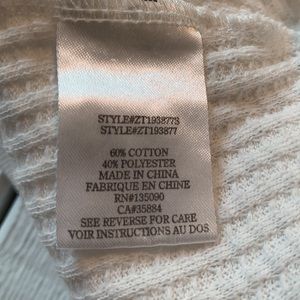 STYLE#ZT193877S
STYLE#ZT193877
60% COTTON
40% POLYESTER
MADE IN CHINA
FABRIQUE EN CHINE
RN#135090
CA#35884
SEE REVERSE FOR CARE
VOIR INSTRUCTIONS AU DOS